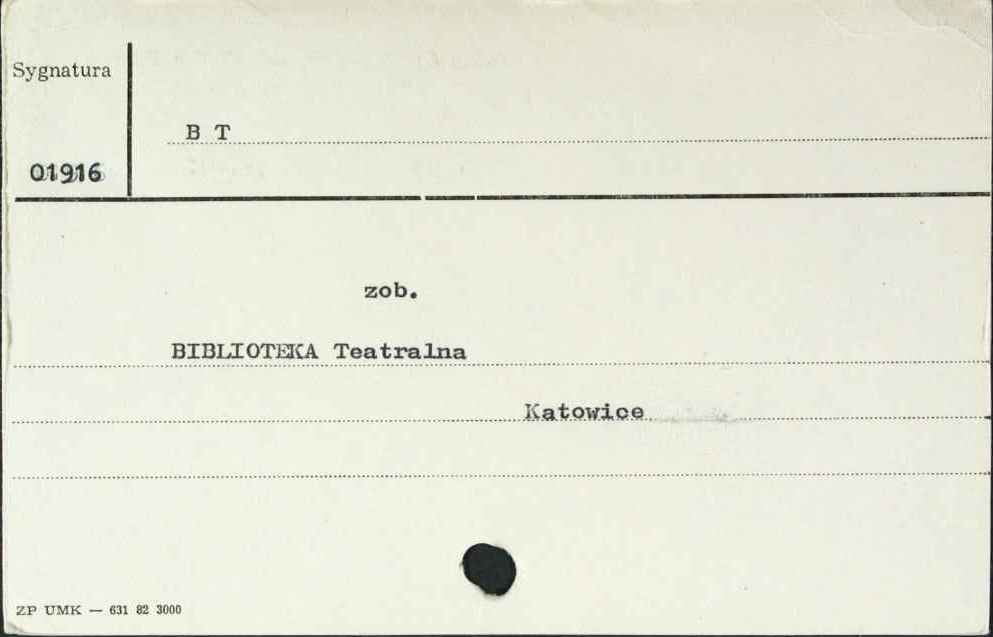 Sygnatura
B T
01916
zob.
BIBLIOTEKA Teatralna
Katowice
ZP UMK — 631 82 3000